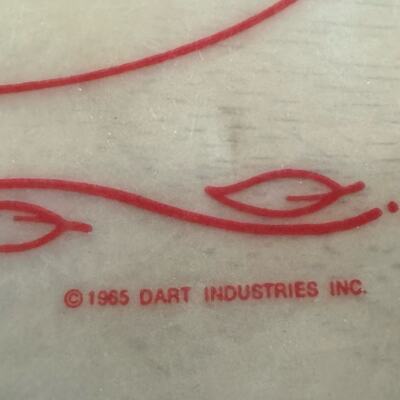 © 1965 DART INDUSTRIES INC.